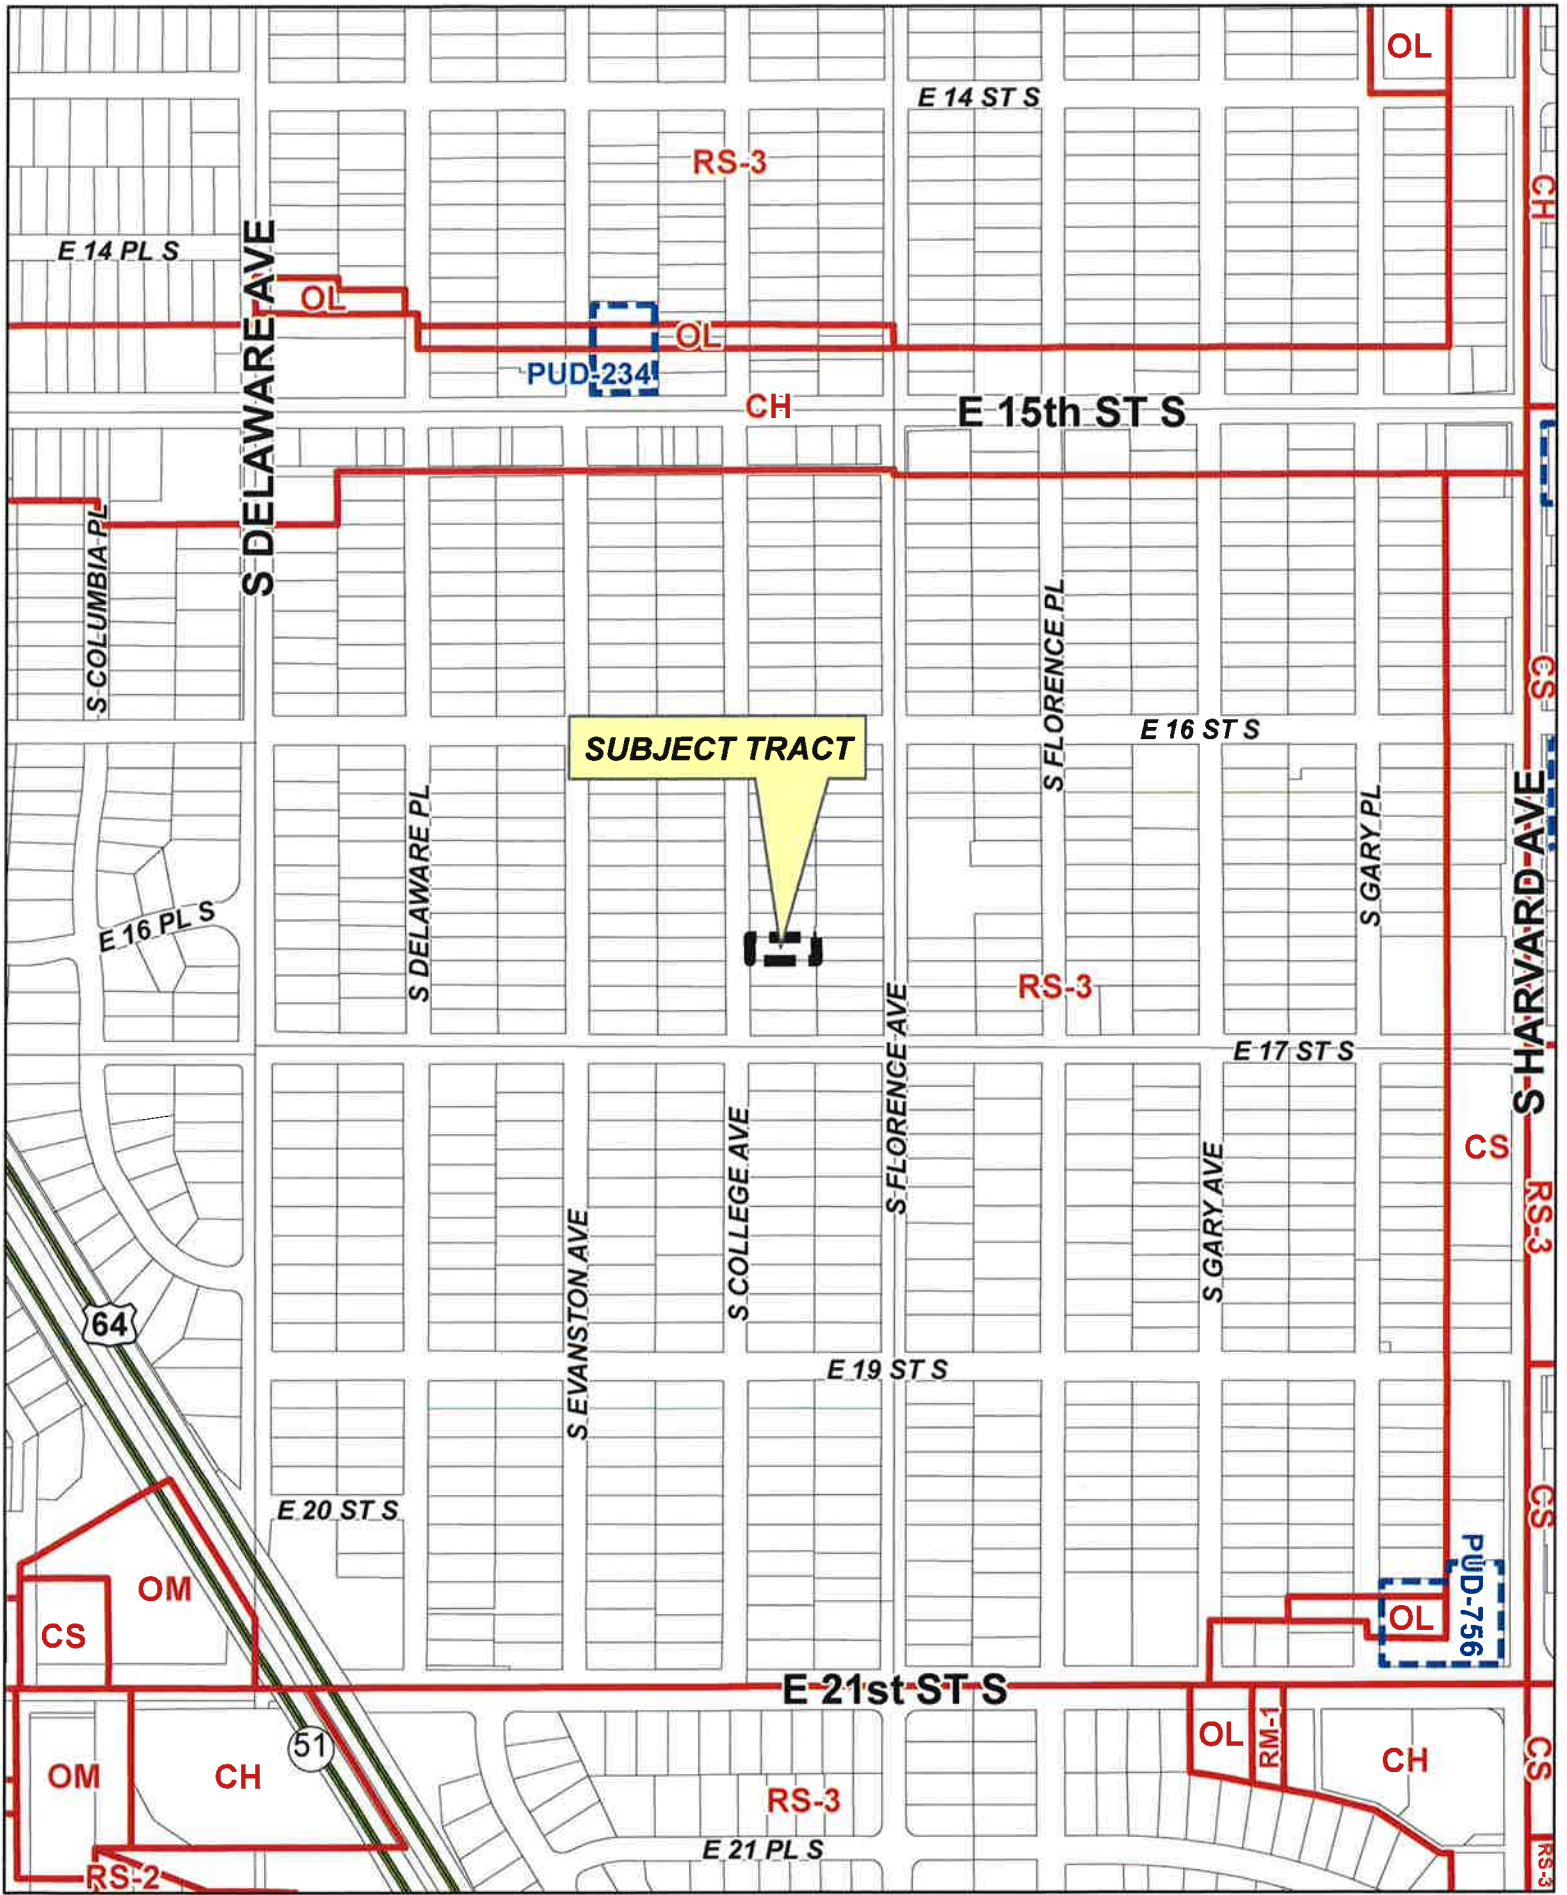 OL
E 14 ST S
RS-3
CH
E 14 PL S
S DELAWARE AVE
OL
OL
PUD-234
CH
E 15th ST S
S COLUMBIA PL
S FLORENCE PL
CS
E 16 ST S
SUBJECT TRACT
S DELAWARE PL
S GARY PL
S HARVARD AVE
E 16 PL S
RS-3
S FLORENCE AVE
E 17 ST S
S COLLEGE AVE
S GARY AVE
CS
RS-3
S EVANSTON AVE
64
E 19 ST S
E 20 ST S
CS
OM
CS
OL
PUD-756
E 21st ST S
51
OM
CH
RS-3
OL
RM-1
CH
CS
E 21 PL S
RS-2
RS-3